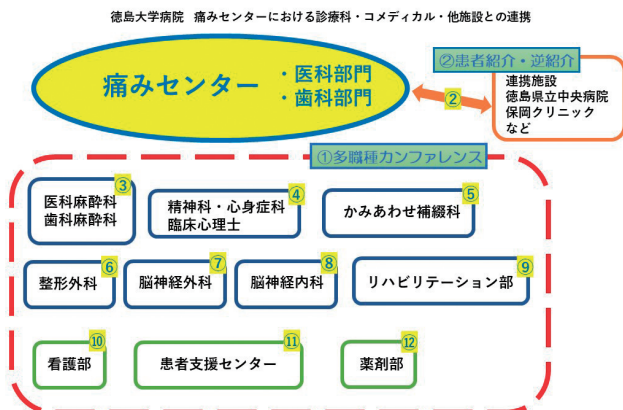 徳島大学病院 痛みセンターにおける診療科・コメディカル・他施設との連携
痛みセンター
・医科部門
・歯科部門
②
②患者紹介・逆紹介
連携施設
徳島県立中央病院
保岡クリニック
など
①多職種カンファレンス
③
医科麻酔科
歯科麻酔科
④
精神科・心身症科
臨床心理士
⑤
かみあわせ補綴科
⑥
整形外科
⑦
脳神経外科
⑧
脳神経内科
⑨
リハビリテーション部
⑩
看護部
⑪
患者支援センター
⑫
薬剤部